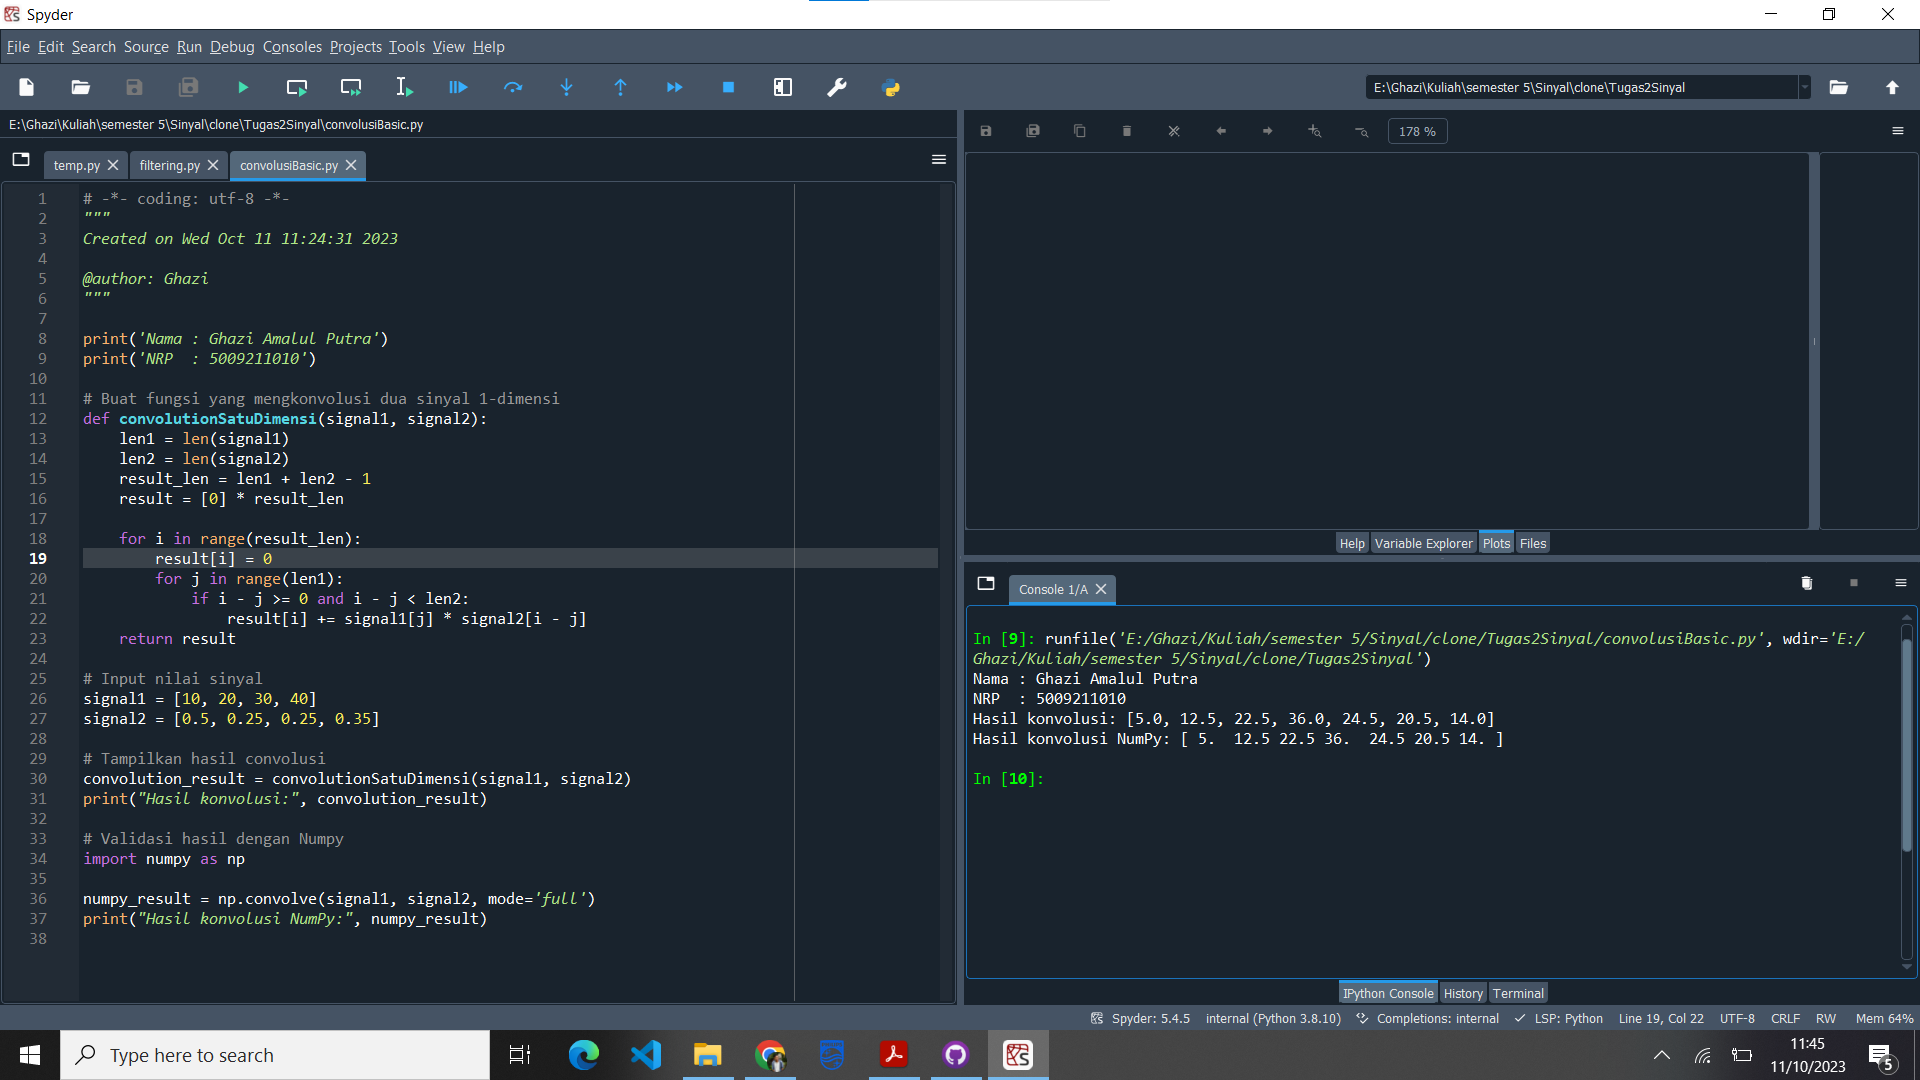 Spyder
File Edit Search Source Run Debug Consoles Projects Tools View Help
E:\Ghazi\Kuliah\semester 5\Sinyal\clone\Tugas2Sinyal
E:\Ghazi\Kuliah\semester 5\Sinyal\clone\Tugas2Sinyal\convolusiBasic.py
temp.py filtering.py convolusiBasic.py
1 # -*- coding: utf-8 -*-
2 """
3 Created on Wed Oct 11 11:24:31 2023
4
5 @author: Ghazi
6 """
7
8 print('Nama : Ghazi Amalul Putra')
9 print('NRP  : 5009211010')
10
11 # Buat fungsi yang mengkonvolusi dua sinyal 1-dimensi
12 def convolutionSatuDimensi(signal1, signal2):
13     len1 = len(signal1)
14     len2 = len(signal2)
15     result_len = len1 + len2 - 1
16     result = [0] * result_len
17
18     for i in range(result_len):
19         result[i] = 0
20         for j in range(len1):
21             if i - j >= 0 and i - j < len2:
22                 result[i] += signal1[j] * signal2[i - j]
23     return result
24
25 # Input nilai sinyal
26 signal1 = [10, 20, 30, 40]
27 signal2 = [0.5, 0.25, 0.25, 0.35]
28
29 # Tampilkan hasil convolusi
30 convolution_result = convolutionSatuDimensi(signal1, signal2)
31 print("Hasil konvolusi:", convolution_result)
32
33 # Validasi hasil dengan Numpy
34 import numpy as np
35
36 numpy_result = np.convolve(signal1, signal2, mode='full')
37 print("Hasil konvolusi NumPy:", numpy_result)
38
178 %
Help Variable Explorer Plots Files
Console 1/A
In [9]: runfile('E:/Ghazi/Kuliah/semester 5/Sinyal/clone/Tugas2Sinyal/convolusiBasic.py', wdir='E:/
Ghazi/Kuliah/semester 5/Sinyal/clone/Tugas2Sinyal')
Nama : Ghazi Amalul Putra
NRP  : 5009211010
Hasil konvolusi: [5.0, 12.5, 22.5, 36.0, 24.5, 20.5, 14.0]
Hasil konvolusi NumPy: [ 5.  12.5 22.5 36.  24.5 20.5 14. ]
In [10]:
IPython Console History Terminal
Spyder: 5.4.5 internal (Python 3.8.10) Completions: internal LSP: Python Line 19, Col 22 UTF-8 CRLF RW Mem 64%
Type here to search
11:45
11/10/2023
5